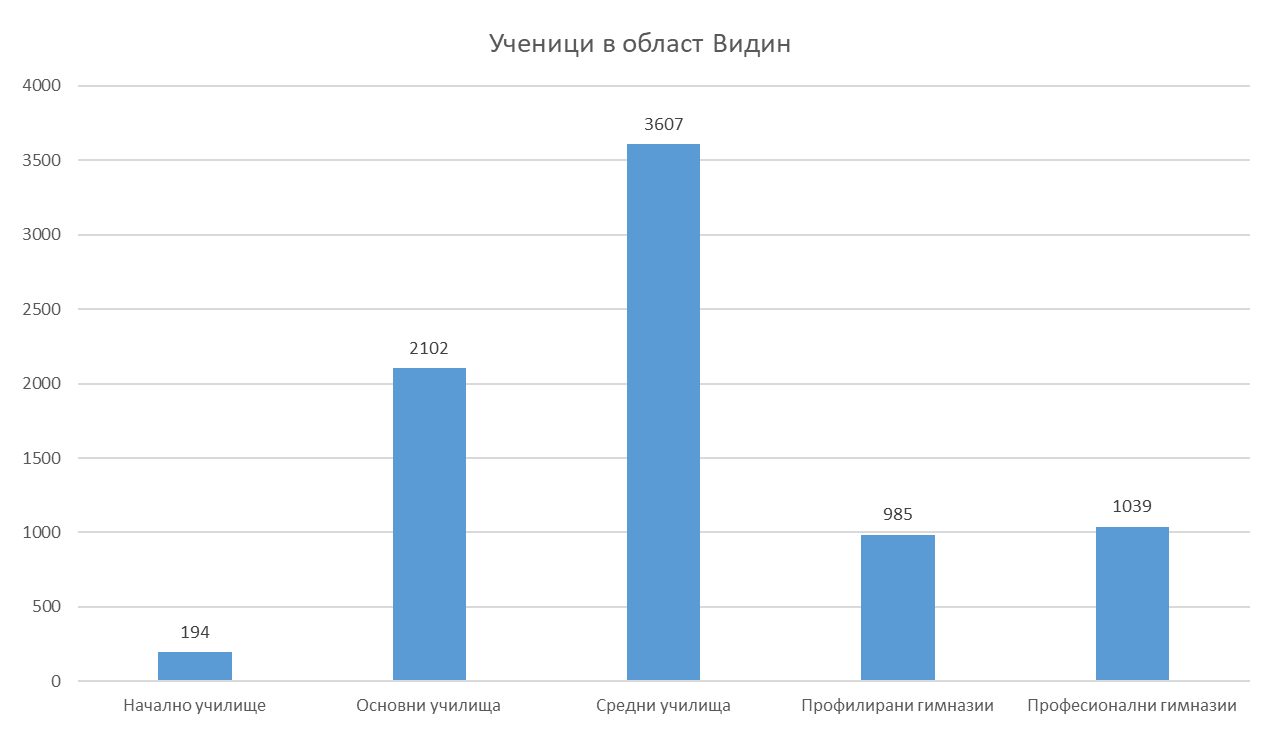 Ученици в област Видин
4000
3500
3000
2500
2000
1500
1000
500
0
194
2102
3607
985
1039
Начално училище
Основни училища
Средни училища
Профилирани гимназии
Професионални гимназии